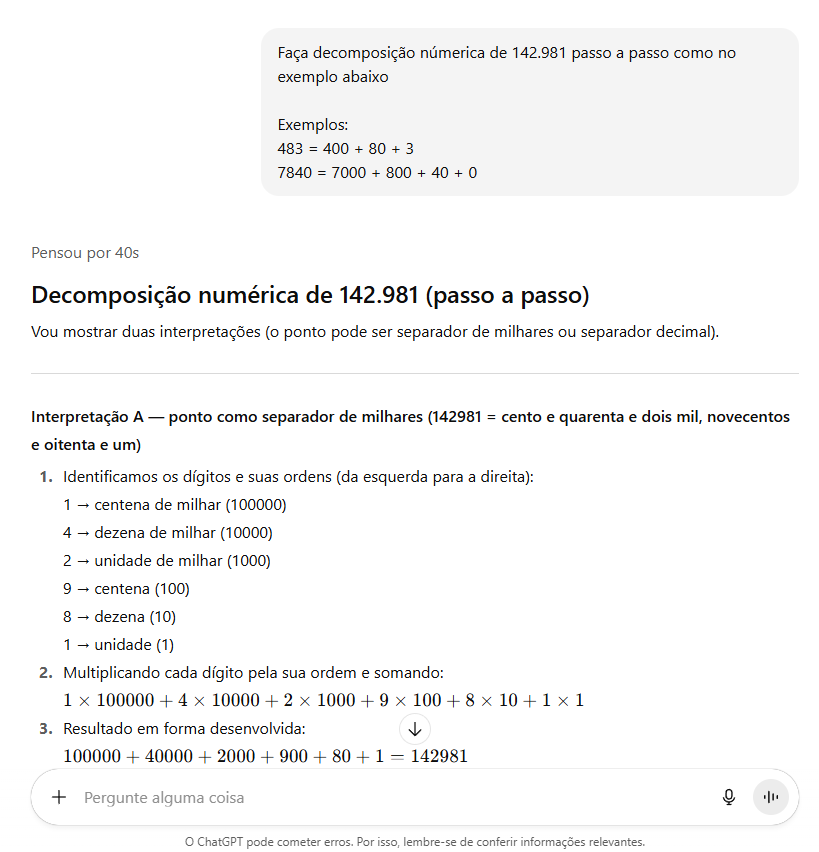 Faça decomposição númerica de 142.981 passo a passo como no
exemplo abaixo
Exemplos:
483 = 400 + 80 + 3
7840 = 7000 + 800 + 40 + 0
Pensou por 40s
Decomposição numérica de 142.981 (passo a passo)
Vou mostrar duas interpretações (o ponto pode ser separador de milhares ou separador decimal).
Interpretação A — ponto como separador de milhares (142981 = cento e quarenta e dois mil, novecentos
e oitenta e um)
1. Identificamos os dígitos e suas ordens (da esquerda para a direita):
1 → centena de milhar (100000)
4 → dezena de milhar (10000)
2 → unidade de milhar (1000)
9 → centena (100)
8 → dezena (10)
1 → unidade (1)
2. Multiplicando cada dígito pela sua ordem e somando:
1 × 100000 + 4 × 10000 + 2 × 1000 + 9 × 100 + 8 × 10 + 1 × 1
3. Resultado em forma desenvolvida:
100000 + 40000 + 2000 + 900 + 80 + 1 = 142981
Pergunte alguma coisa
O ChatGPT pode cometer erros. Por isso, lembre-se de conferir informações relevantes.